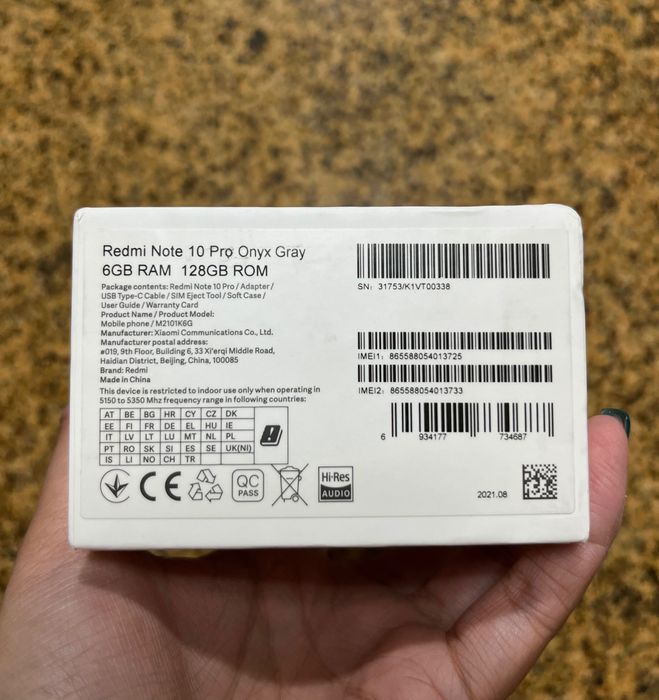 Redmi Note 10 Pro Onyx Gray
6GB RAM 128GB ROM
Package contents: Redmi Note 10 Pro / Adapter /
USB Type-C Cable / SIM Eject Tool / Soft Case /
User Guide / Warranty Card
Product Name / Product Model:
Mobile phone / M2101K6G
Manufacturer: Xiaomi Communications Co., Ltd.
Manufacturer address:
#019, 9th Floor, Building 6, 33 Xi'erqi Middle Road,
Haidian District, Beijing, China, 100085
Brand: Redmi
Made in China
This device is restricted to indoor use only when operating in
5150 to 5350 Mhz frequency range in following countries:
AT BE BG HR CY CZ DK
EE FI FR DE EL HU IE
IT LV LT LU MT NL PL
PT RO SK SI ES SE UK(NI)
IS LI NO CH TR
CE
QC
PASS
Hi-Res
AUDIO
SN: 31753/K1VT00338
IMEI1: 865588054013725
IMEI2: 865588054013733
6 934177 734687
2021.08